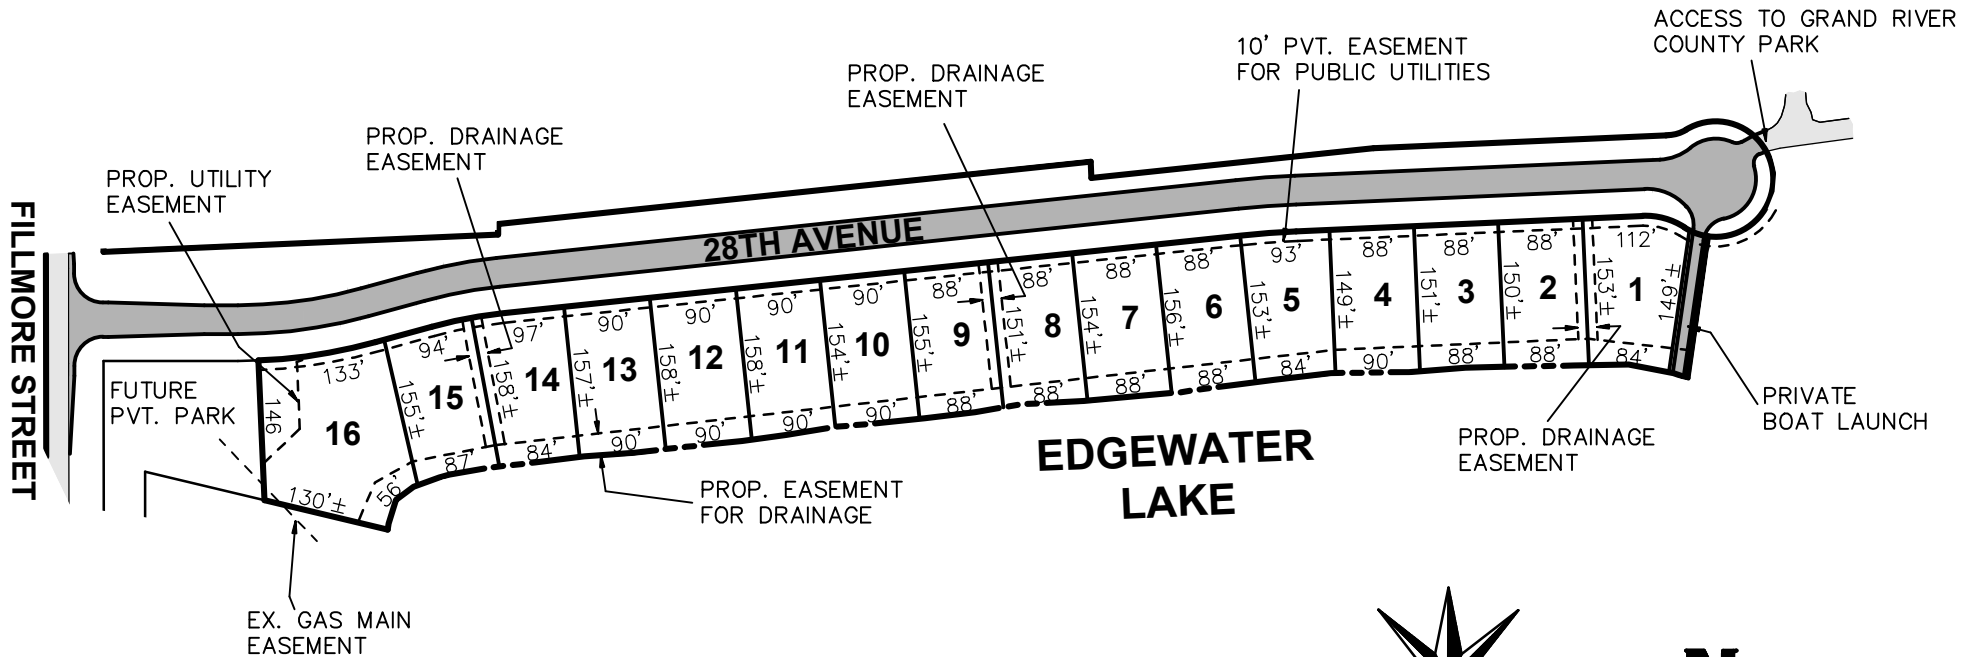 ACCESS TO GRAND RIVER
COUNTY PARK
10' PVT. EASEMENT
FOR PUBLIC UTILITIES
PROP. DRAINAGE
EASEMENT
PROP. DRAINAGE
EASEMENT
PROP. UTILITY
EASEMENT
FILLMORE STREET
28TH AVENUE
FUTURE
PVT. PARK
133'
94'
97'
90'
90'
90'
90'
88'
88'
88'
88'
93'
88'
88'
88'
112'
146
155'±
158'±
157'±
158'±
158'±
154'±
155'±
151'±
154'±
156'±
153'±
149'±
151'±
150'±
153'±
149'±
16
15
14
13
12
11
10
9
8
7
6
5
4
3
2
1
130'±
56'
87'
84'
90'
90'
90'
90'
88'
88'
88'
88'
84'
90'
88'
88'
84'
EDGEWATER
LAKE
PRIVATE
BOAT LAUNCH
PROP. DRAINAGE
EASEMENT
PROP. EASEMENT
FOR DRAINAGE
EX. GAS MAIN
EASEMENT
N